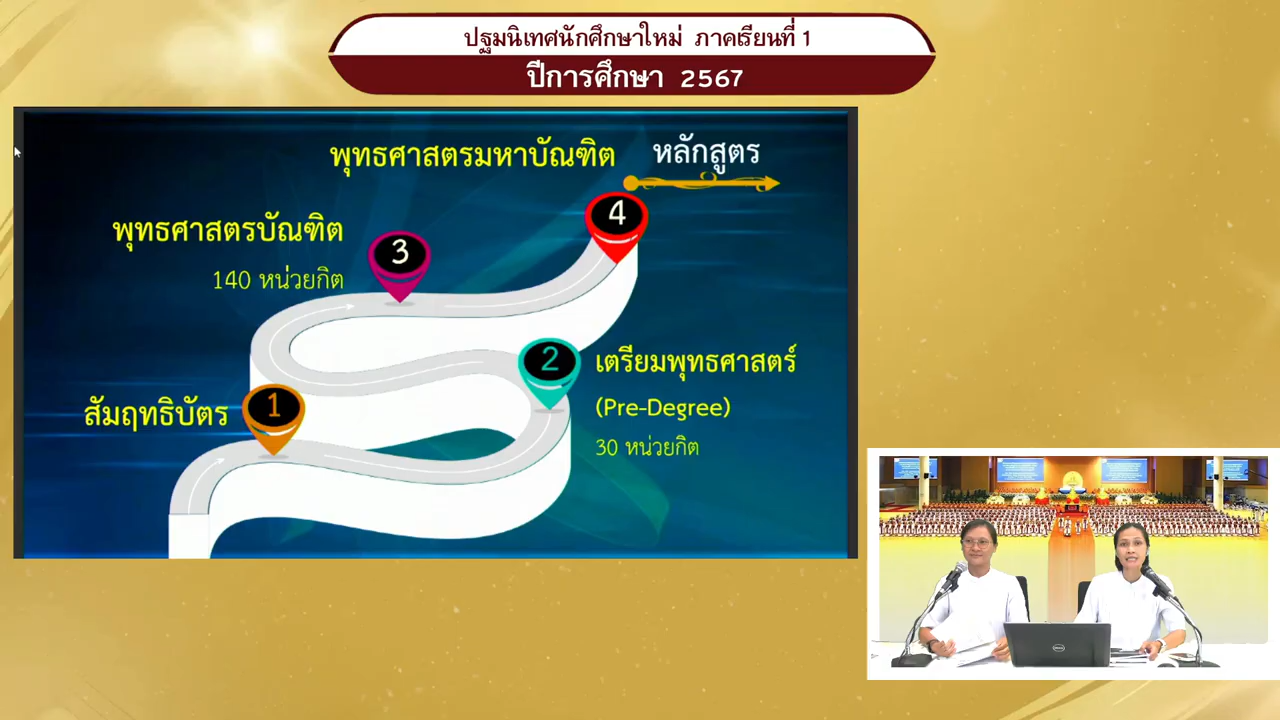 ปฐมนิเทศนักศึกษาใหม่ ภาคเรียนที่ 1
ปีการศึกษา 2567
พุทธศาสตรมหาบัณฑิต
หลักสูตร
4
พุทธศาสตรบัณฑิต
3
140 หน่วยกิต
2
เตรียมพุทธศาสตร์
(Pre-Degree)
30 หน่วยกิต
สัมฤทธิบัตร
1
DELL